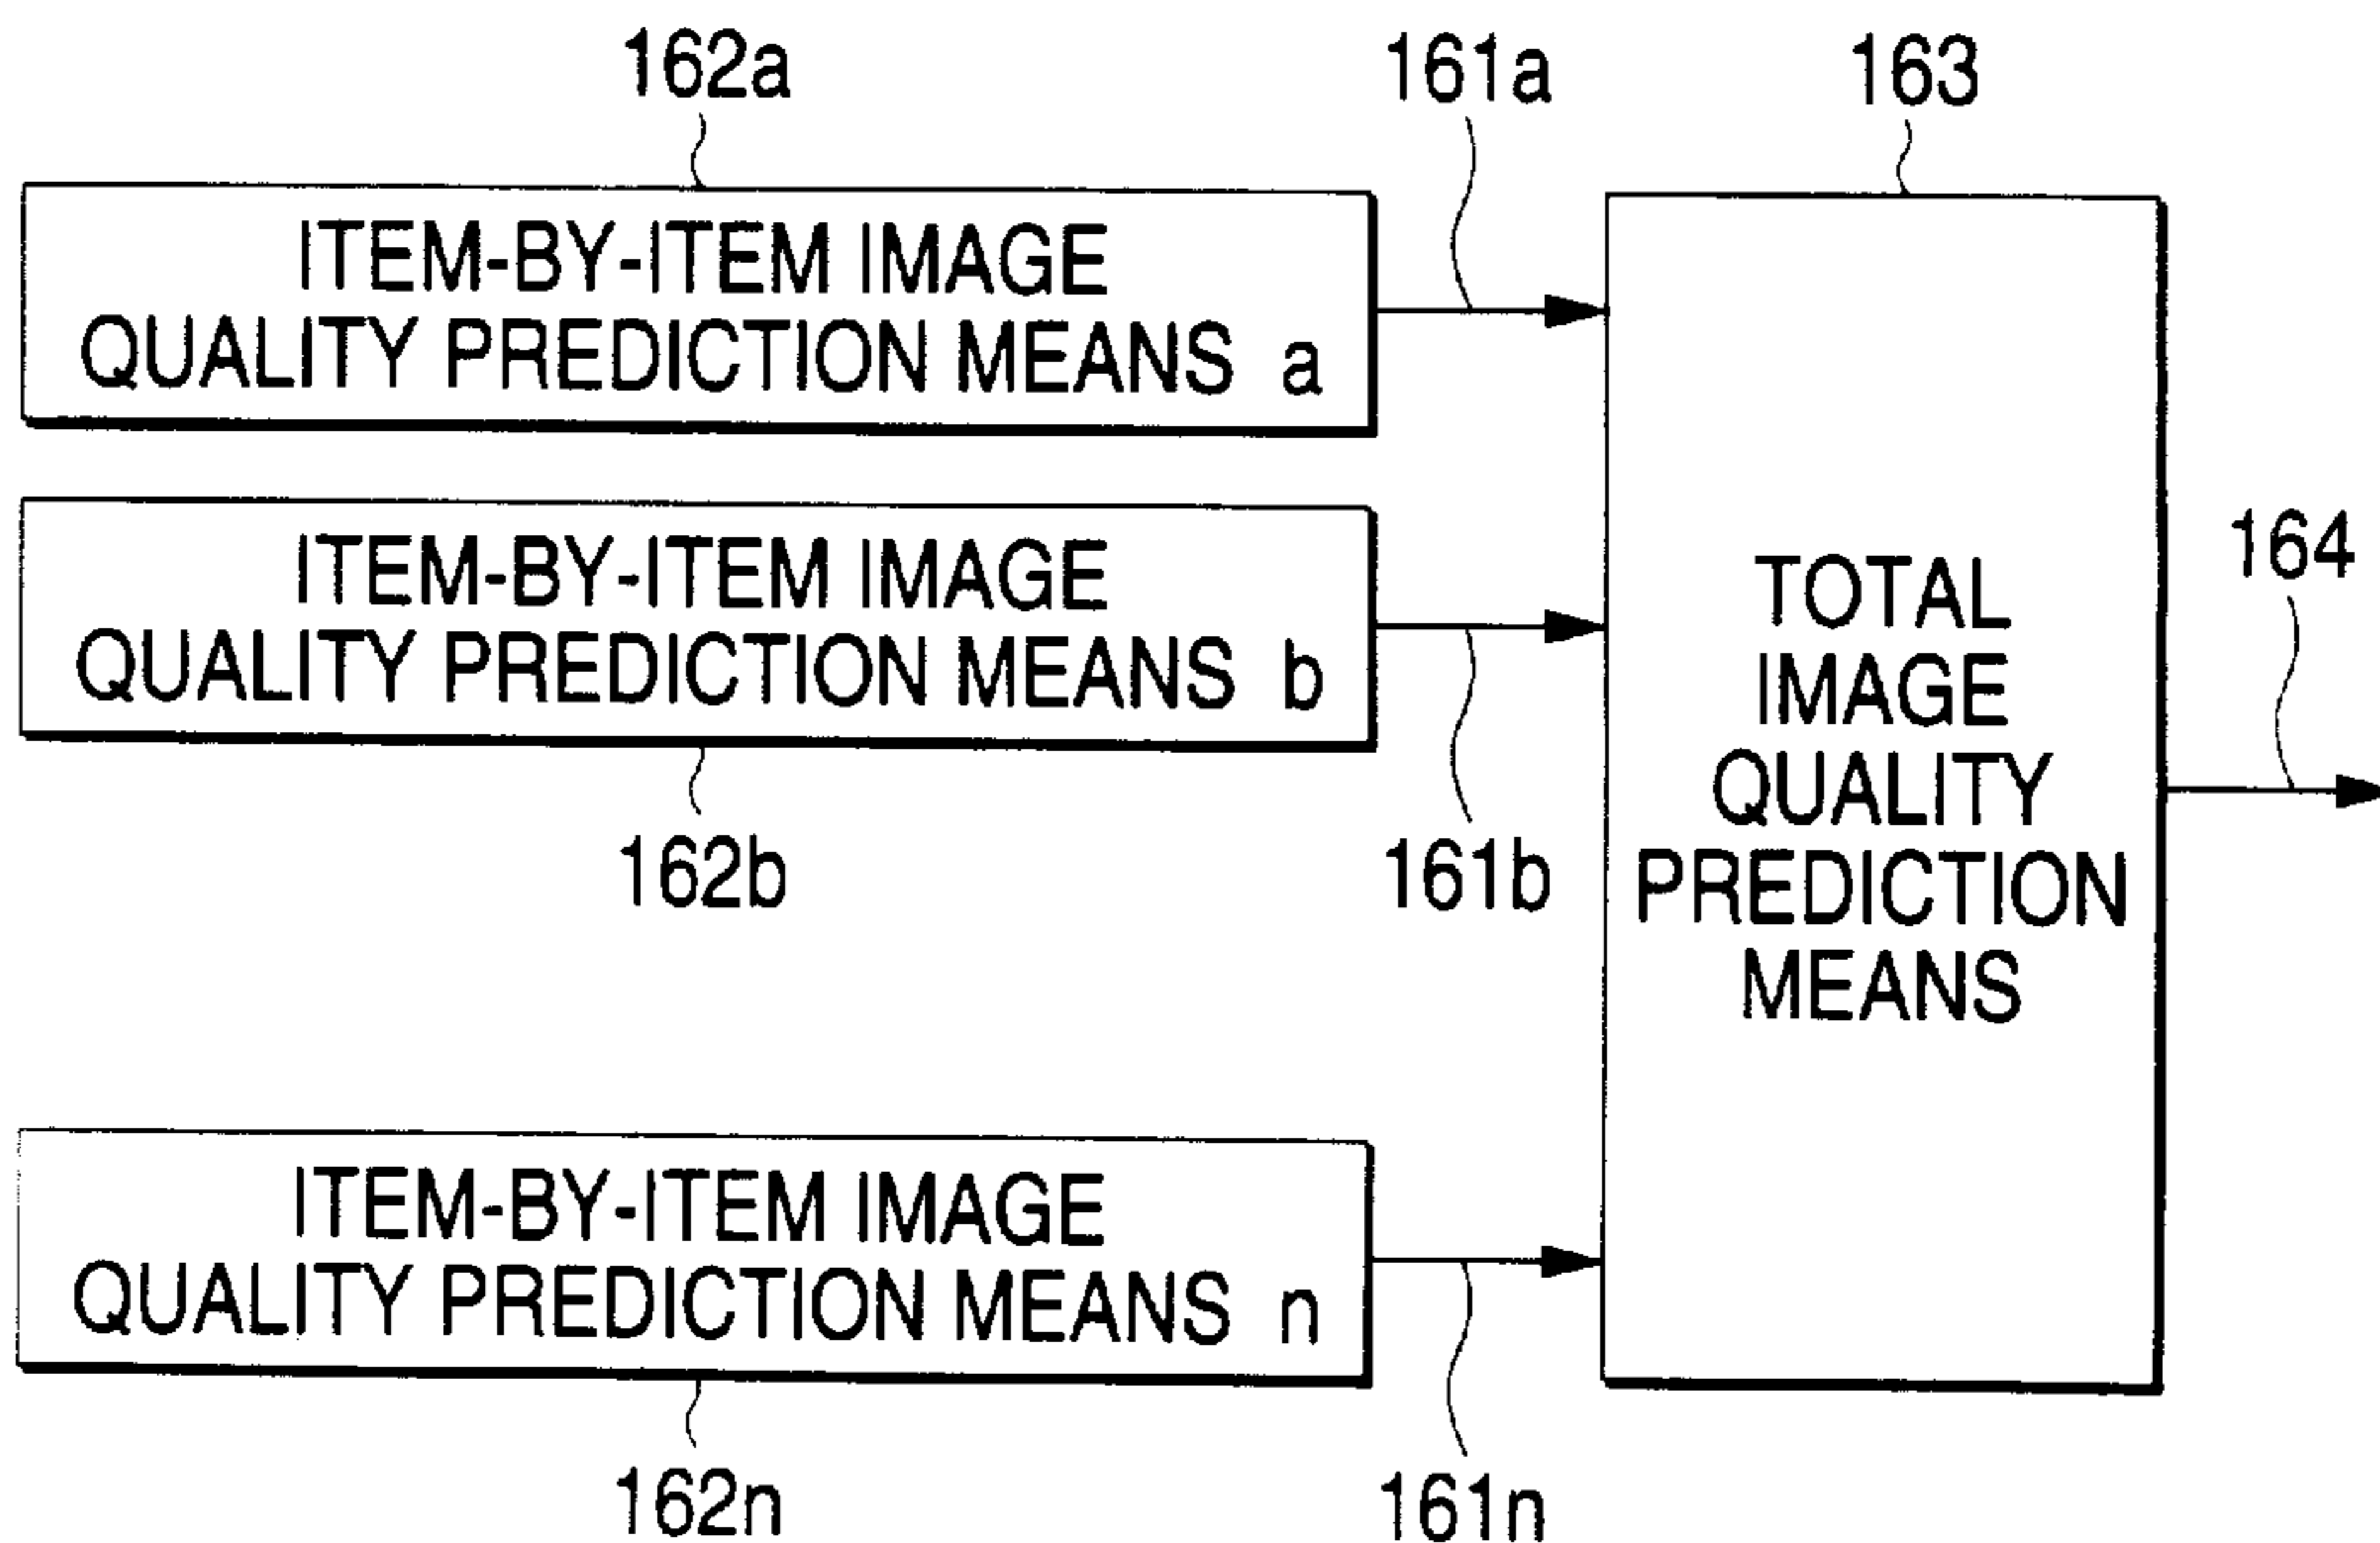 162a
161a
163
ITEM-BY-ITEM IMAGE
QUALITY PREDICTION MEANS a
ITEM-BY-ITEM IMAGE
QUALITY PREDICTION MEANS b
162b
161b
TOTAL
IMAGE
QUALITY
PREDICTION
MEANS
164
ITEM-BY-ITEM IMAGE
QUALITY PREDICTION MEANS n
162n
161n